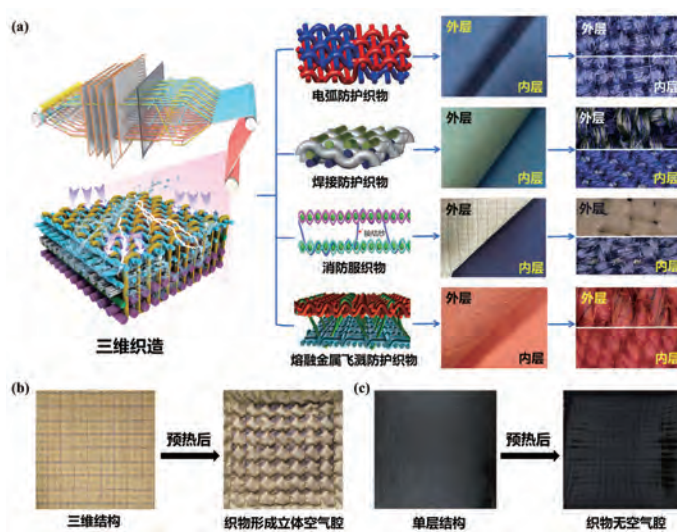 (a)
三维织造
电弧防护织物
外层
内层
外层
内层
焊接防护织物
外层
内层
外层
内层
消防服织物
外层
内层
外层
内层
熔融金属飞溅防护织物
外层
内层
外层
内层
(b)
三维结构
预热后
织物形成立体空气腔
(c)
单层结构
预热后
织物无空气腔